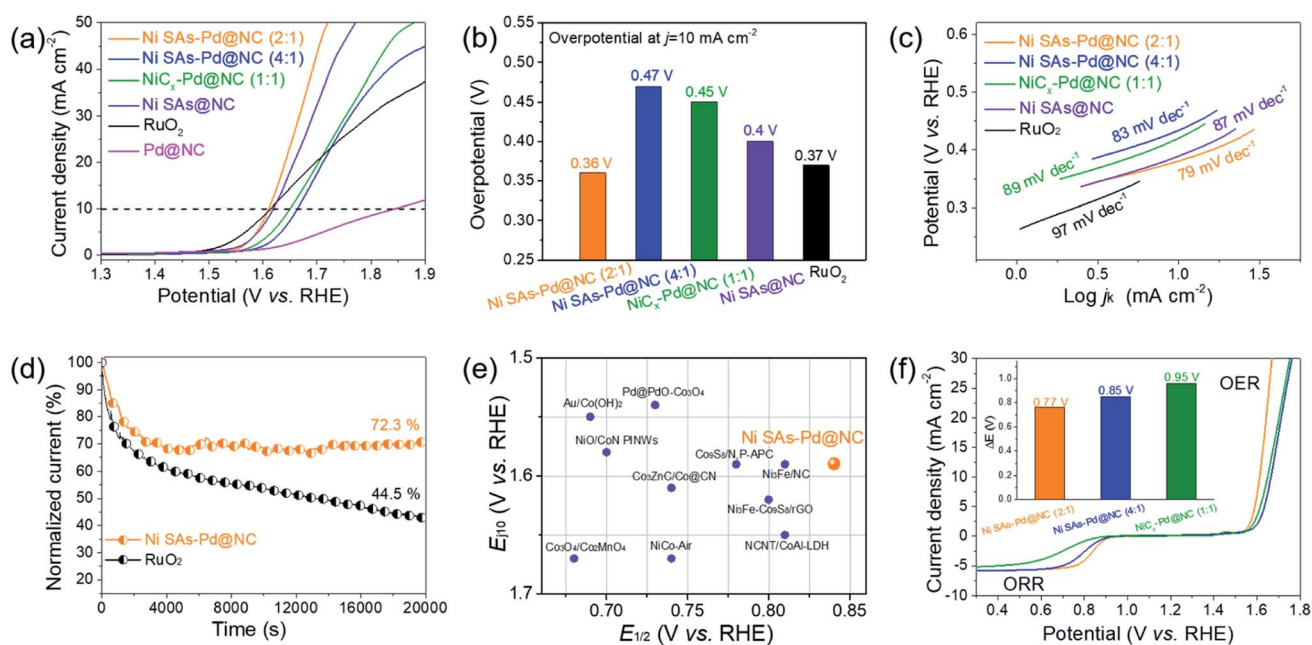 (a)
Ni SAs-Pd@NC (2:1)
Ni SAs-Pd@NC (4:1)
NiCₓ-Pd@NC (1:1)
Ni SAs@NC
RuO₂
Pd@NC
Current density (mA cm⁻²)
50
40
30
20
10
0
1.3 1.4 1.5 1.6 1.7 1.8 1.9
Potential (V vs. RHE)
(b)
Overpotential at j=10 mA cm⁻²
Overpotential (V)
0.55
0.50
0.45
0.40
0.35
0.30
0.25
0.36 V
0.47 V
0.45 V
0.4 V
0.37 V
Ni SAs-Pd@NC (2:1)
Ni SAs-Pd@NC (4:1)
NiCₓ-Pd@NC (1:1)
Ni SAs@NC
RuO₂
(c)
Ni SAs-Pd@NC (2:1)
Ni SAs-Pd@NC (4:1)
NiCₓ-Pd@NC (1:1)
Ni SAs@NC
RuO₂
Potential (V vs. RHE)
0.6
0.5
0.4
0.3
83 mV dec⁻¹
87 mV dec⁻¹
89 mV dec⁻¹
79 mV dec⁻¹
97 mV dec⁻¹
0.0 0.5 1.0 1.5
Log jₖ (mA cm⁻²)
(d)
Normalized current (%)
100
90
80
70
60
50
40
30
20
72.3 %
44.5 %
Ni SAs-Pd@NC
RuO₂
0 4000 8000 12000 16000 20000
Time (s)
(e)
E_j10 (V vs. RHE)
1.5
1.6
1.7
Pd@PdO-Co₃O₄
Au/Co(OH)₂
NiO/CoN PINWs
Ni SAs-Pd@NC
Co₉S₈/N,P-APC
Co₃ZnC/Co@CN
Ni₃Fe/NC
Ni₃Fe-Co₉S₈/rGO
Co₃O₄/Co₂MnO₄
NiCo-Air
NCNT/CoAl-LDH
0.70 0.75 0.80 0.85
E₁/₂ (V vs. RHE)
(f)
Current density (mA cm⁻²)
30
25
20
15
10
5
0
-5
-10
ΔE (V)
1.0
0.8
0.6
0.4
0.2
0.0
0.77 V
0.85 V
0.95 V
Ni SAs-Pd@NC (2:1)
Ni SAs-Pd@NC (4:1)
NiCₓ-Pd@NC (1:1)
OER
ORR
0.4 0.6 0.8 1.0 1.2 1.4 1.6 1.8
Potential (V vs. RHE)